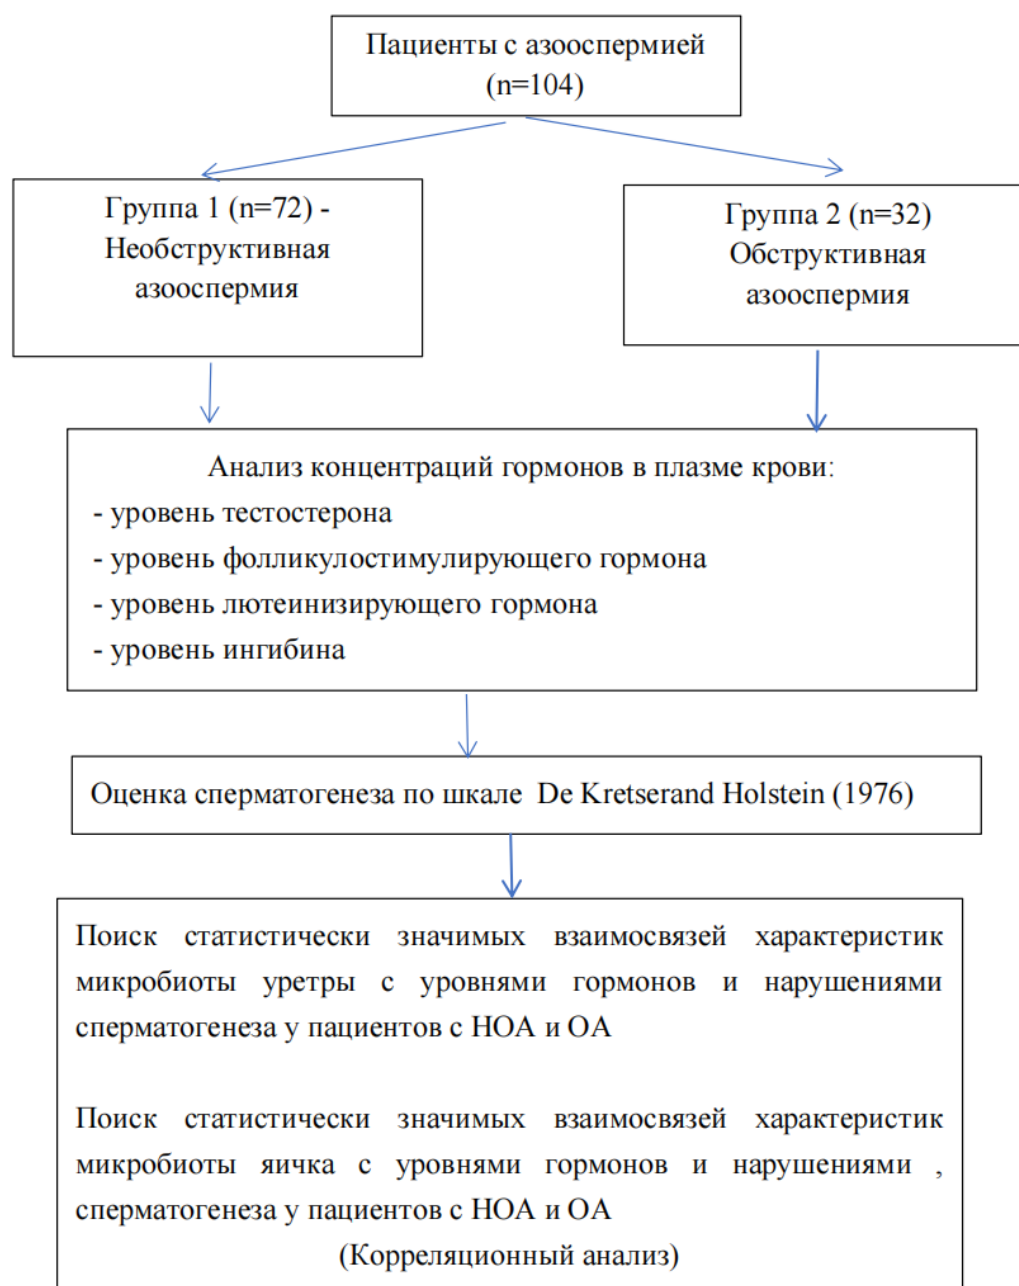 Пациенты с азооспермией
(n=104)
Группа 1 (n=72) -
Необструктивная
азооспермия
Группа 2 (n=32)
Обструктивная
азооспермия
Анализ концентраций гормонов в плазме крови:
- уровень тестостерона
- уровень фолликулостимулирующего гормона
- уровень лютеинизирующего гормона
- уровень ингибина
Оценка сперматогенеза по шкале De Kretserand Holstein (1976)
Поиск статистически значимых взаимосвязей характеристик
микробиоты уретры с уровнями гормонов и нарушениями
сперматогенеза у пациентов с НОА и ОА
Поиск статистически значимых взаимосвязей характеристик
микробиоты яичка с уровнями гормонов и нарушениями ,
сперматогенеза у пациентов с НОА и ОА
(Корреляционный анализ)